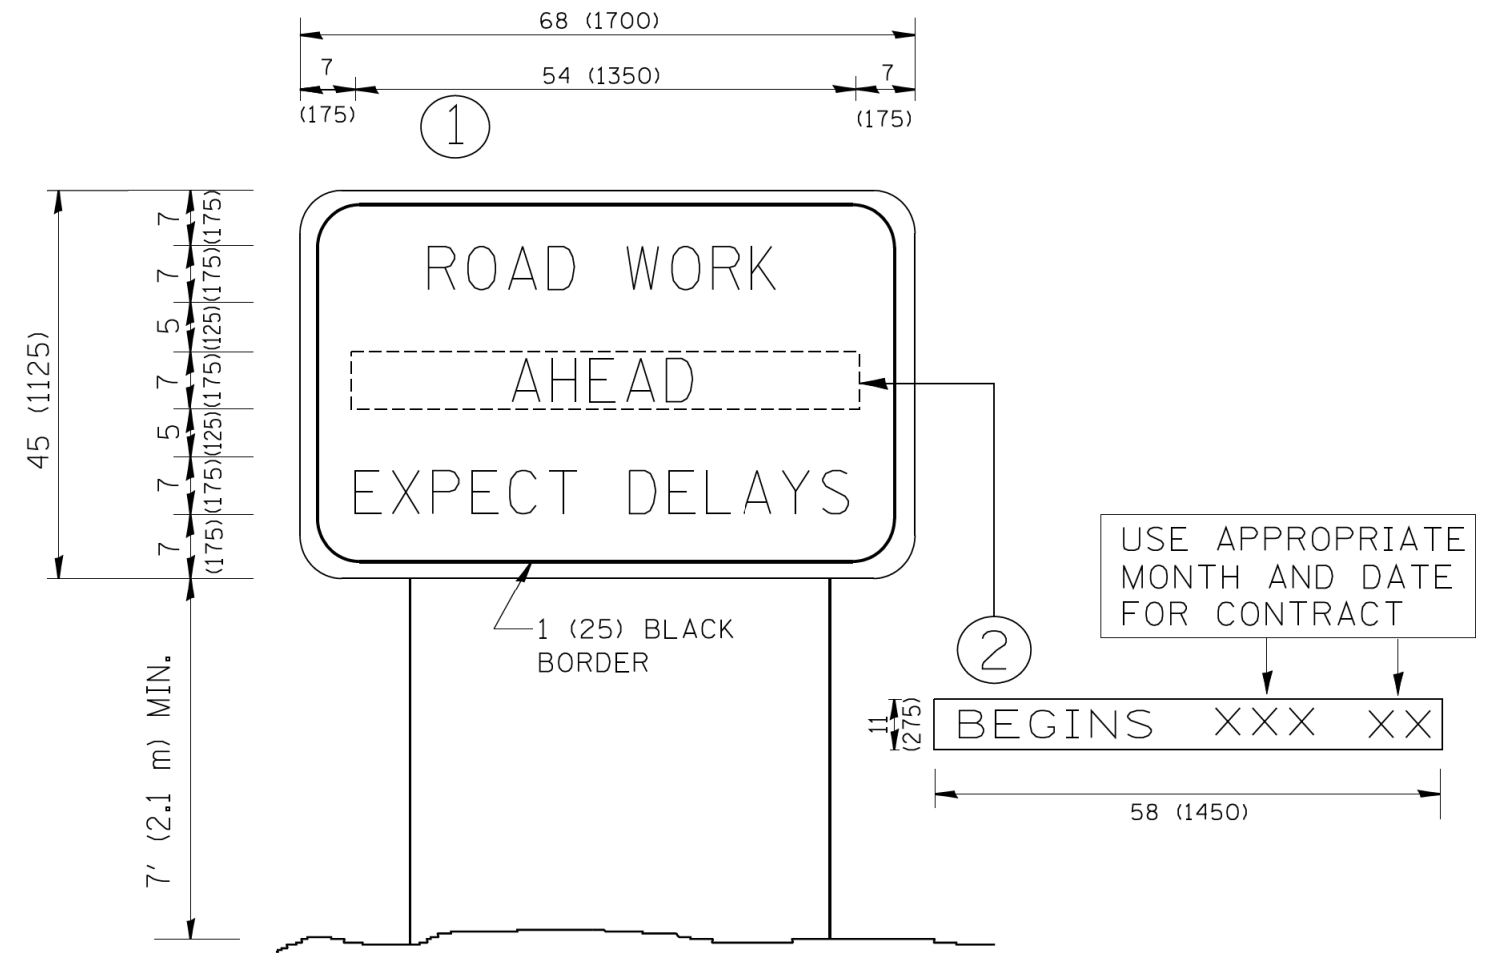 68 (1700)
7
54 (1350)
7
(175)
(175)
1
7
(175)
7
(175)
5
(125)
7
(175)
5
(125)
7
(175)
7
(175)
45 (1125)
ROAD WORK
AHEAD
EXPECT DELAYS
1 (25) BLACK
BORDER
7' (2.1 m) MIN.
USE APPROPRIATE
MONTH AND DATE
FOR CONTRACT
2
11
(275)
BEGINS XXX XX
58 (1450)